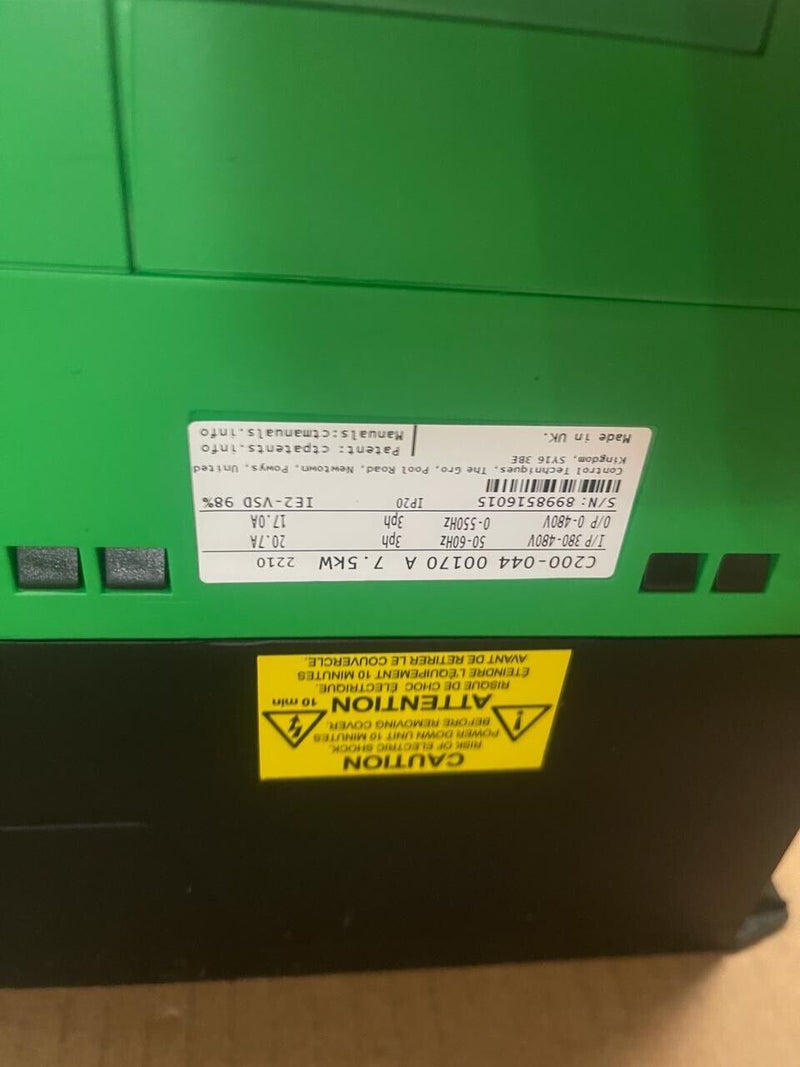 C200-044 00170 A 7.5kW 2210
I/P 380-480V 50-60Hz 3ph 20.7A
O/P 0-480V 0-550Hz 3ph 17.0A
S/N: 8998516015 IP20 IE2-VSD 98%
Control Techniques, The Gro, Pool Road, Newtown, Powys, United
Kingdom, SY16 3BE
Patent: ctpatents.info
Made in UK. Manuals:ctmanuals.info
CAUTION
RISK OF ELECTRIC SHOCK.
POWER DOWN UNIT 10 MINUTES
BEFORE REMOVING COVER.
ATTENTION 10 min
RISQUE DE CHOC ÉLECTRIQUE.
ÉTEINDRE L'ÉQUIPEMENT 10 MINUTES
AVANT DE RETIRER LE COUVERCLE.